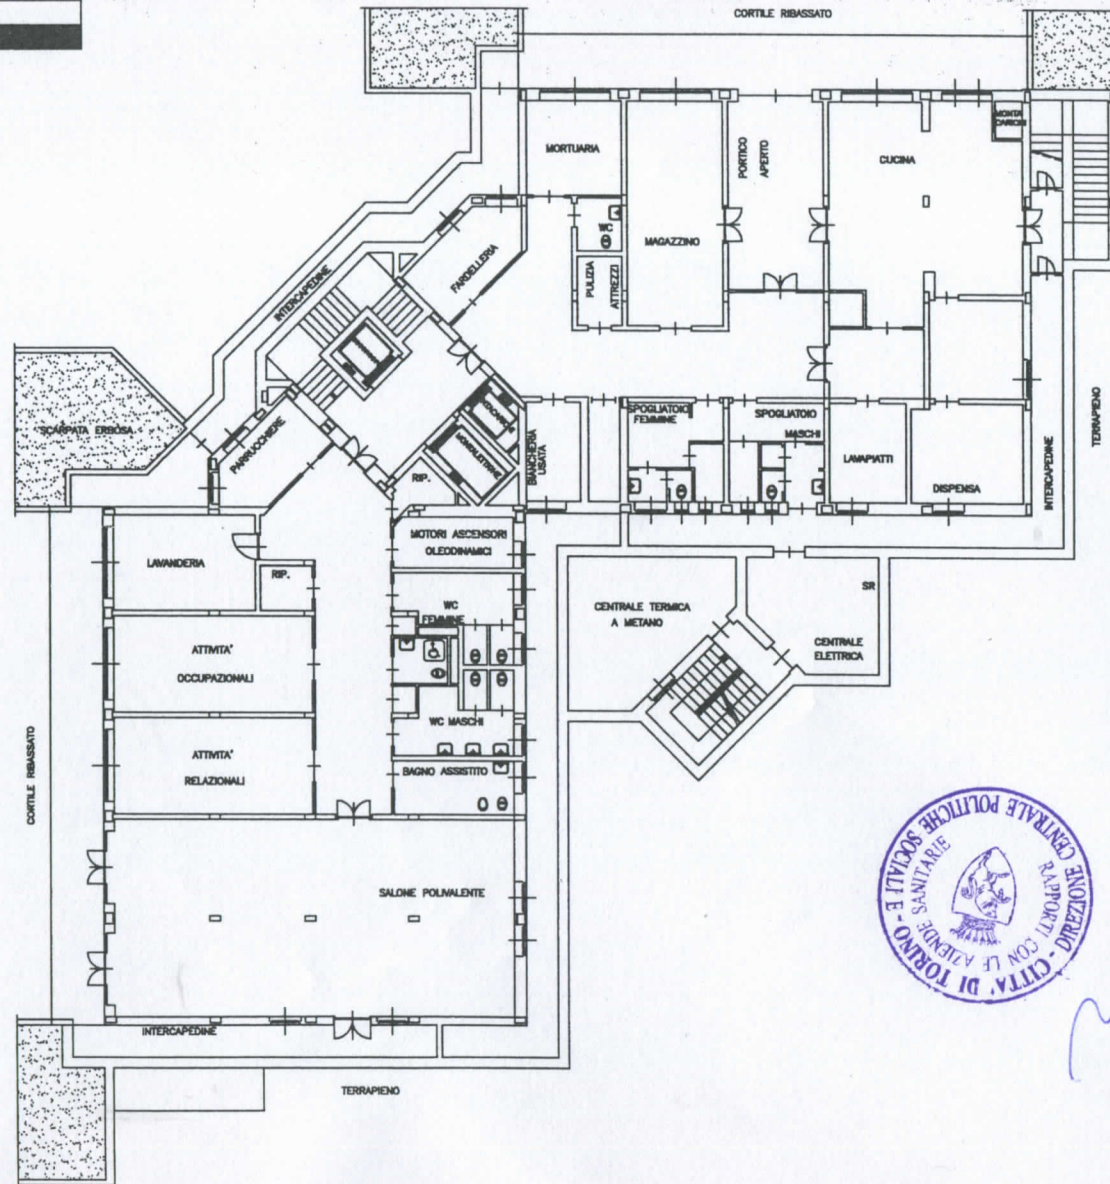 CORTILE RIBASSATO
MONTA
CARICHI
MORTUARIA
PORTICO
APERTO
CUCINA
WC
MAGAZZINO
FARDELLERIA
PULIZIA
ATTREZZI
INTERCAPEDINE
TERRAPIENO
SCARPATA ERBOSA
PARRUCCHIERE
SPOGLIATOIO
FEMMINE
SPOGLIATOIO
MASCHI
BIANCHERIA
USATA
MONTALETTIGHE
RIP.
LAVAPIATTI
DISPENSA
INTERCAPEDINE
MOTORI ASCENSORI
OLEODINAMICI
LAVANDERIA
RIP.
WC
FEMMINE
CENTRALE TERMICA
A METANO
SR
CENTRALE
ELETTRICA
ATTIVITA'
OCCUPAZIONALI
WC MASCHI
ATTIVITA'
RELAZIONALI
BAGNO ASSISTITO
CORTILE RIBASSATO
SALONE POLIVALENTE
INTERCAPEDINE
TERRAPIENO
- CITTA' DI TORINO - DIREZIONE CENTRALE POLITICHE SOCIALI E
RAPPORTI CON LE AZIENDE SANITARIE